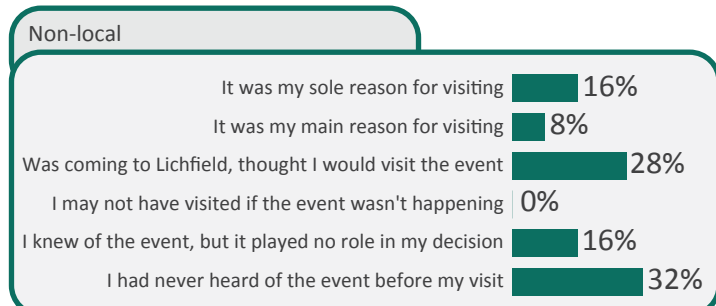 Non-local
It was my sole reason for visiting 16%
It was my main reason for visiting 8%
Was coming to Lichfield, thought I would visit the event 28%
I may not have visited if the event wasn't happening 0%
I knew of the event, but it played no role in my decision 16%
I had never heard of the event before my visit 32%